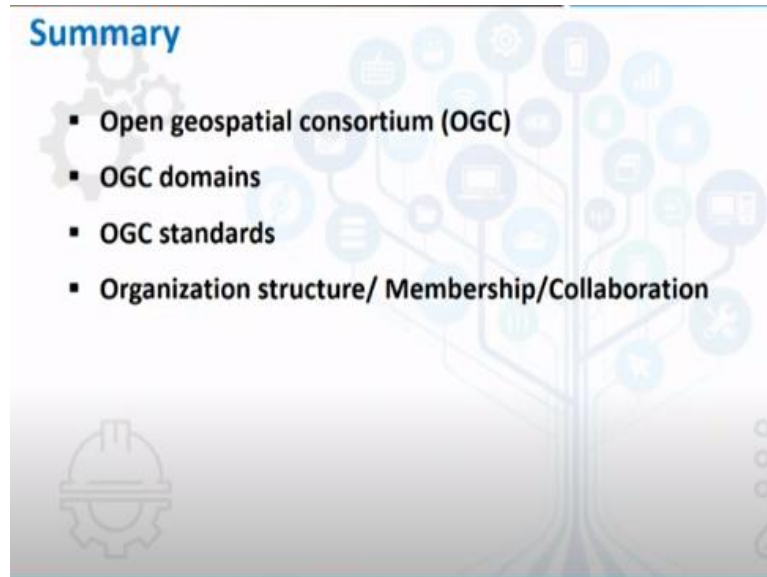 Summary
▪ Open geospatial consortium (OGC)
▪ OGC domains
▪ OGC standards
▪ Organization structure/ Membership/Collaboration